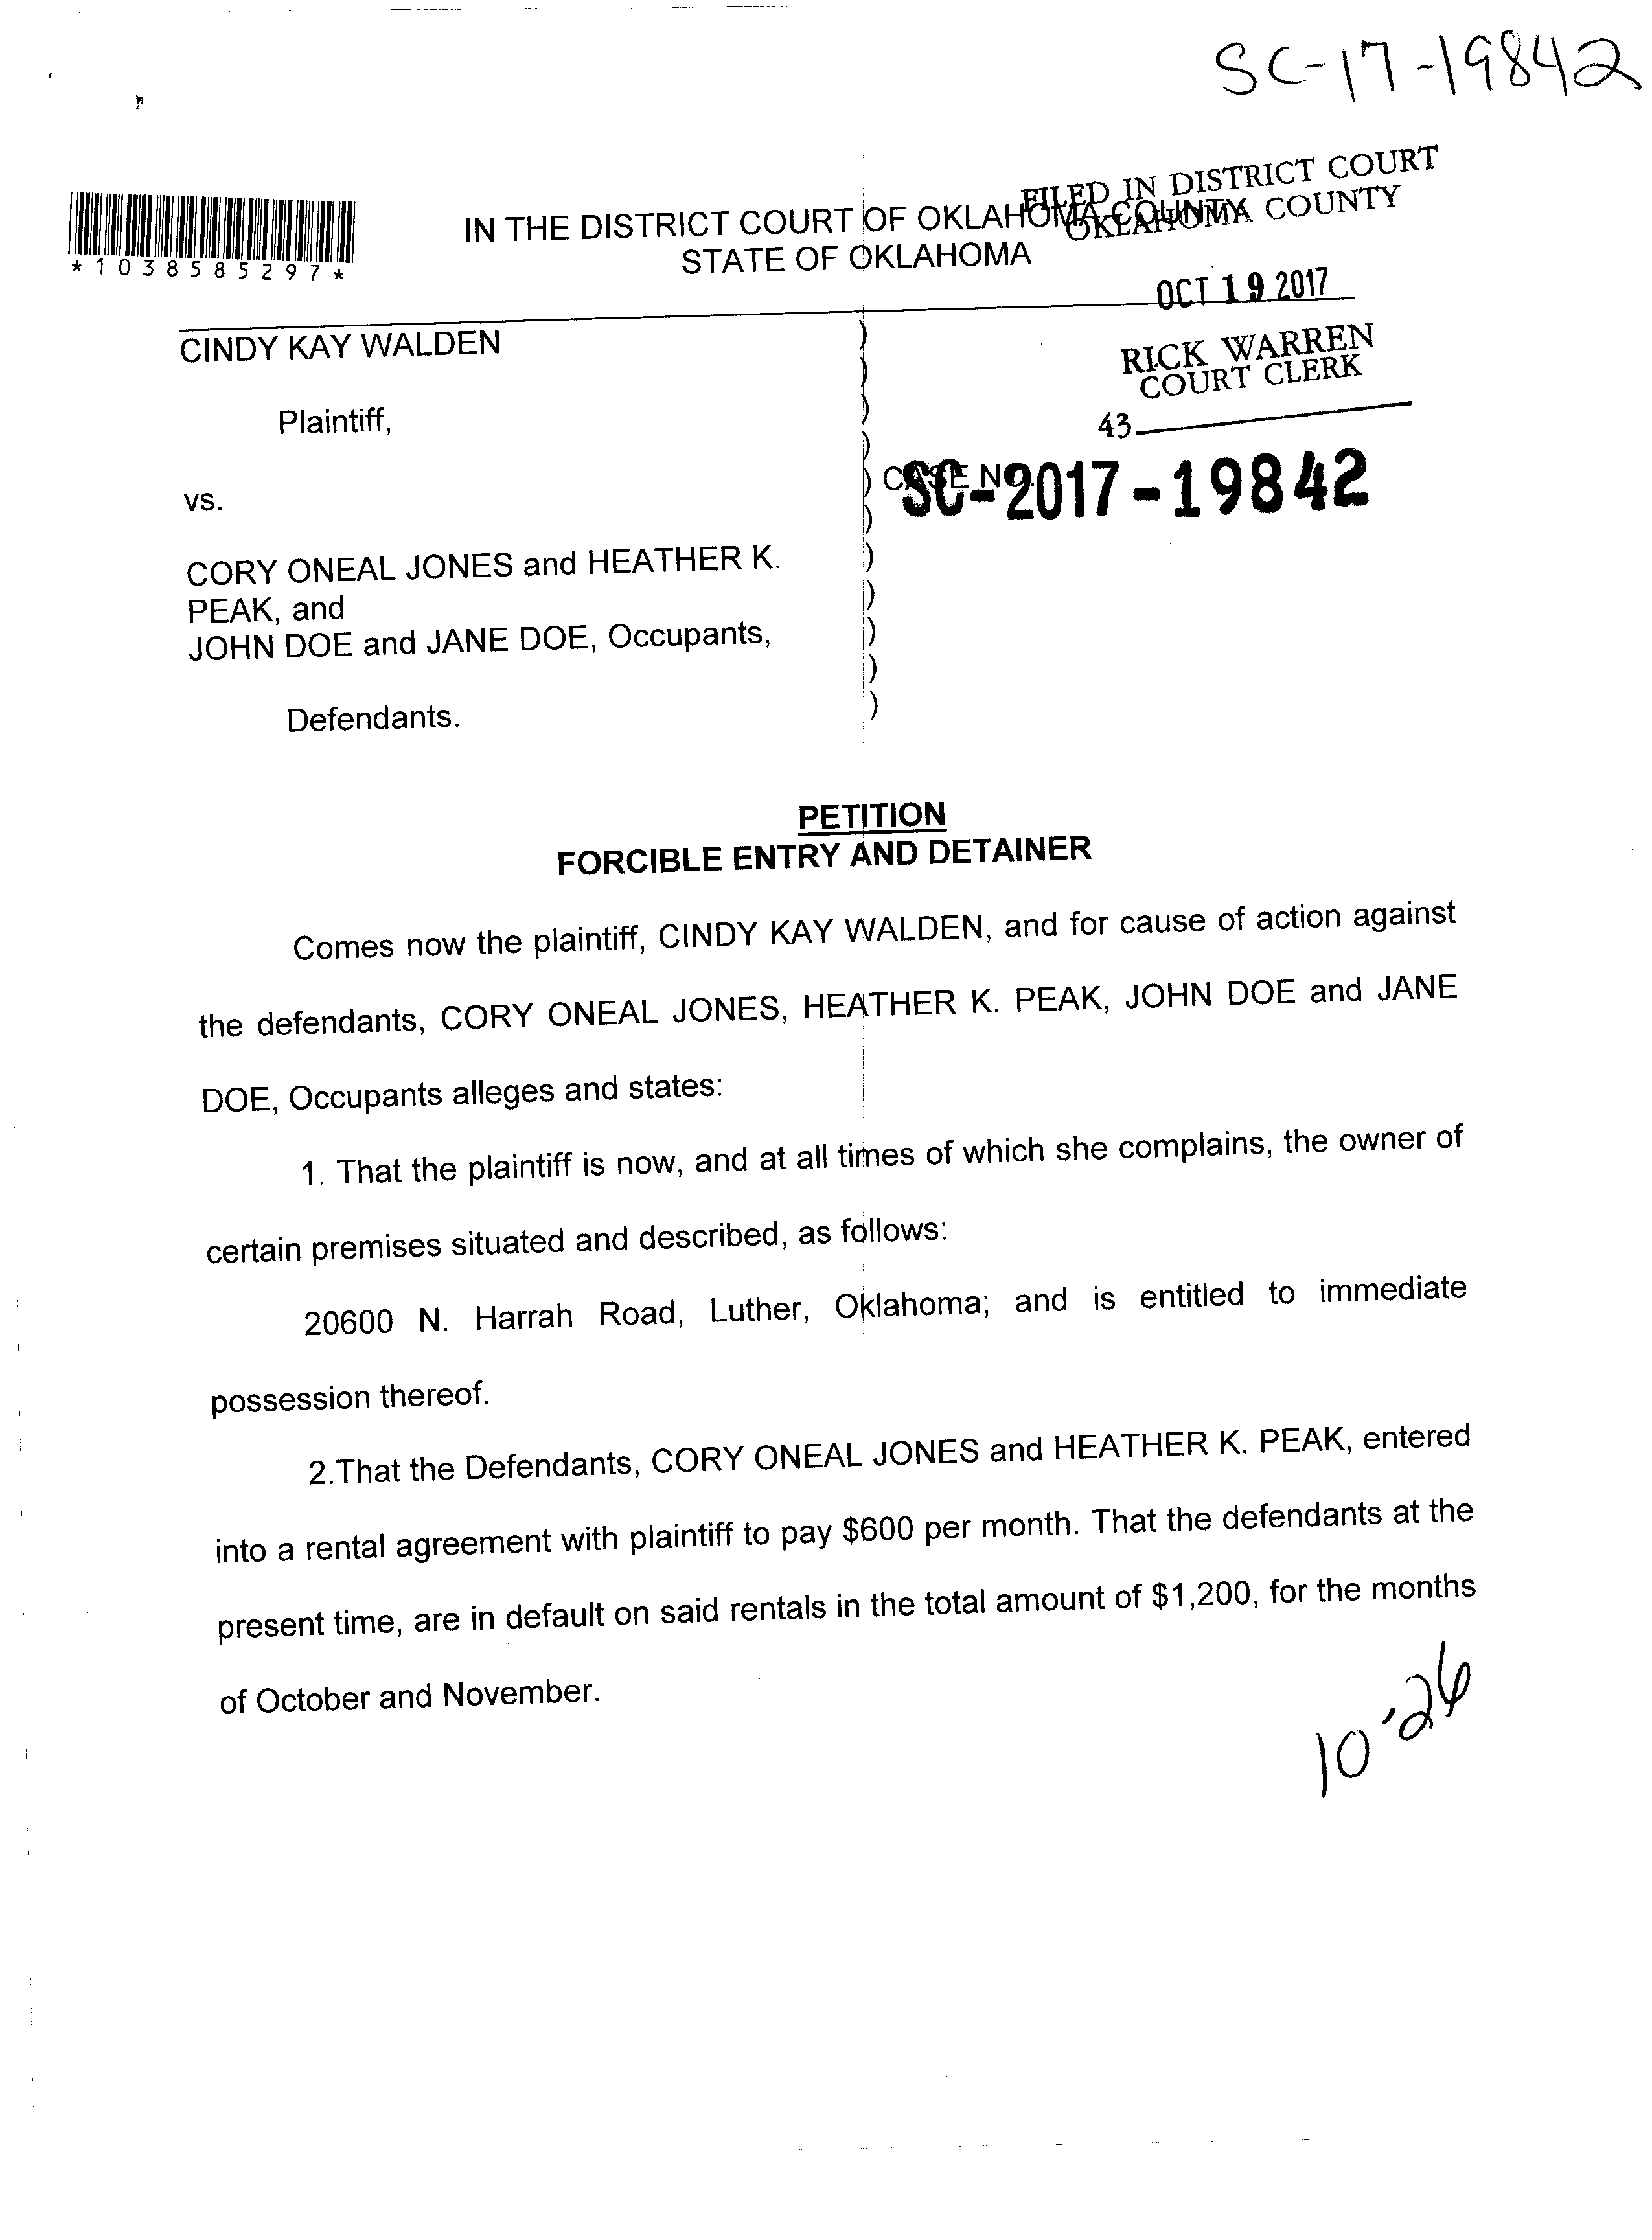 SC-17-19842
FILED IN DISTRICT COURT
OKLAHOMA COUNTY
IN THE DISTRICT COURT OF OKLAHOMA COUNTY
STATE OF OKLAHOMA
*1038585297*
OCT 19 2017
RICK WARREN
COURT CLERK
43
CINDY KAY WALDEN )
)
Plaintiff, )
)
vs. ) CASE NO.
SC-2017-19842
)
CORY ONEAL JONES and HEATHER K. )
PEAK, and )
JOHN DOE and JANE DOE, Occupants, )
)
Defendants. )
PETITION
FORCIBLE ENTRY AND DETAINER
Comes now the plaintiff, CINDY KAY WALDEN, and for cause of action against
the defendants, CORY ONEAL JONES, HEATHER K. PEAK, JOHN DOE and JANE
DOE, Occupants alleges and states:
1. That the plaintiff is now, and at all times of which she complains, the owner of
certain premises situated and described, as follows:
20600 N. Harrah Road, Luther, Oklahoma; and is entitled to immediate
possession thereof.
2.That the Defendants, CORY ONEAL JONES and HEATHER K. PEAK, entered
into a rental agreement with plaintiff to pay $600 per month. That the defendants at the
present time, are in default on said rentals in the total amount of $1,200, for the months
of October and November.
10-26